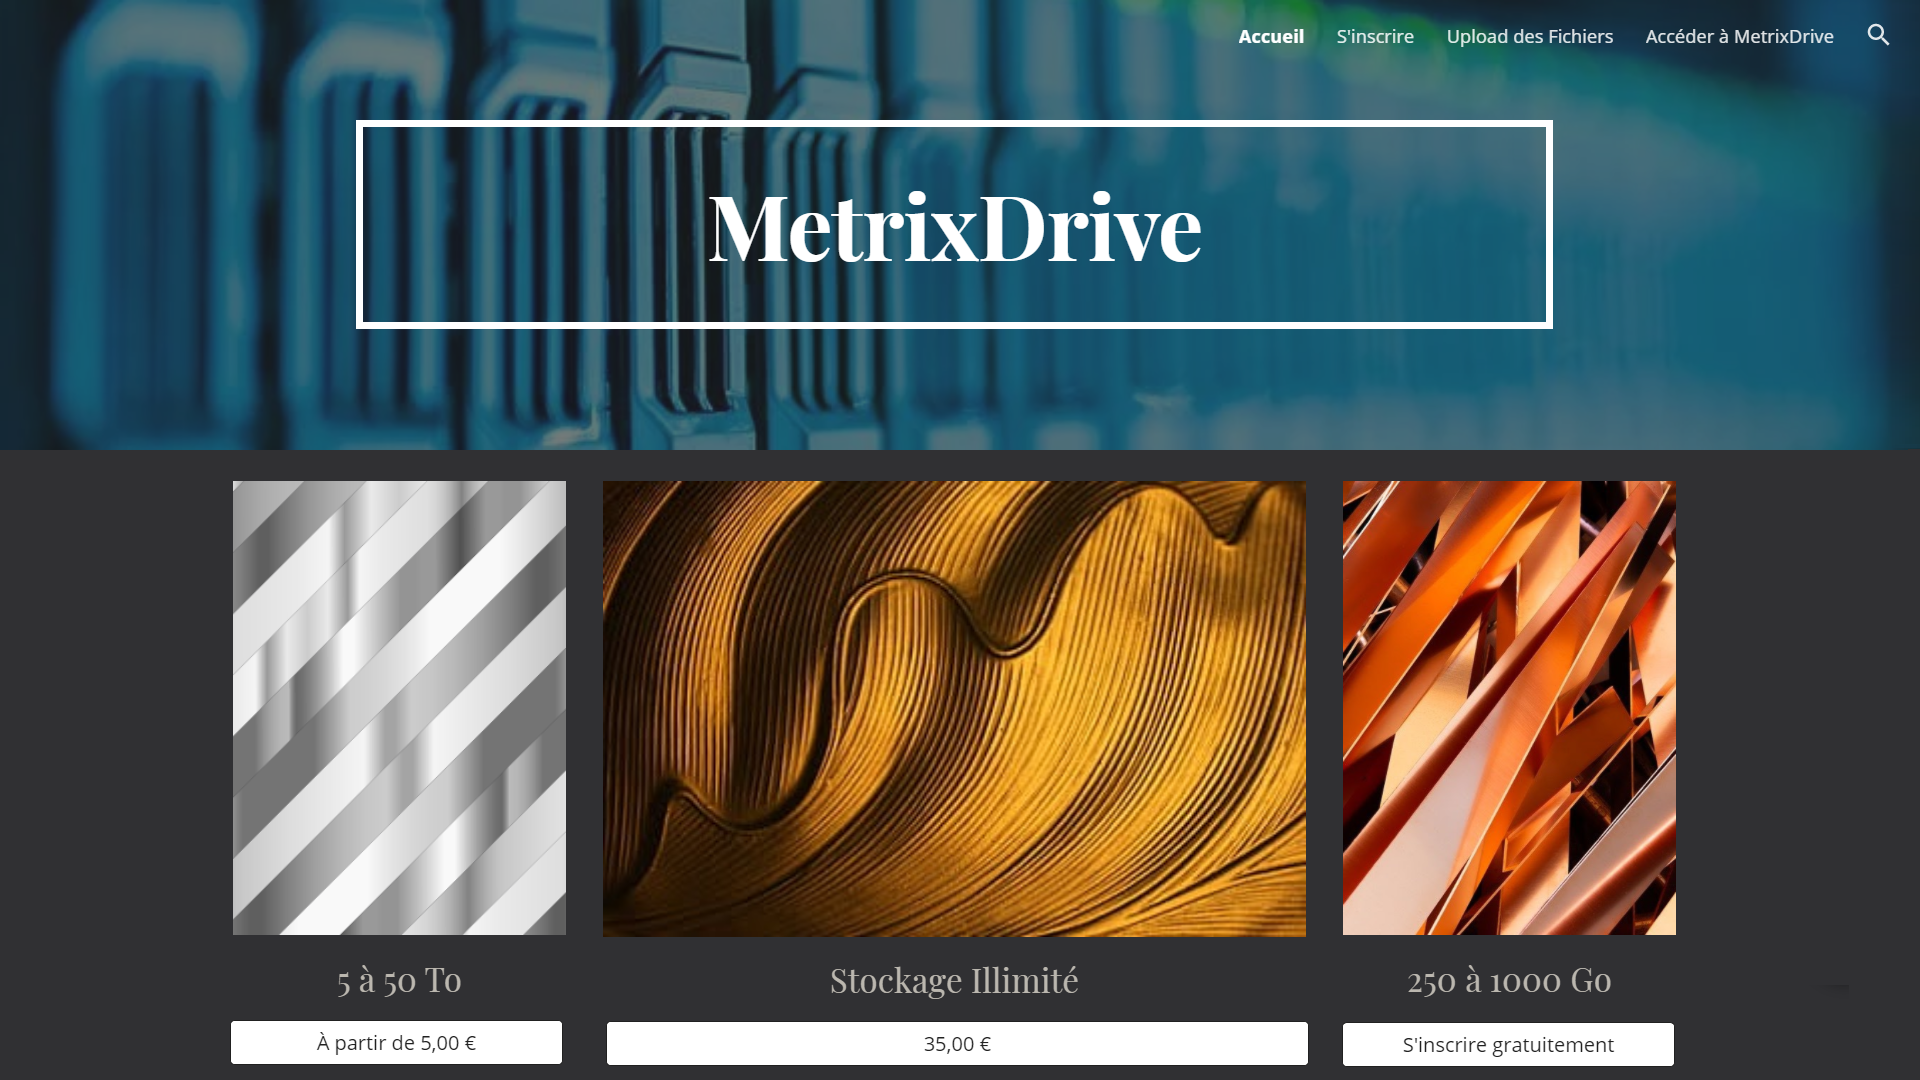 Accueil
S'inscrire
Upload des Fichiers
Accéder à MetrixDrive
MetrixDrive
5 à 50 To
Stockage Illimité
250 à 1000 Go
À partir de 5,00 €
35,00 €
S'inscrire gratuitement